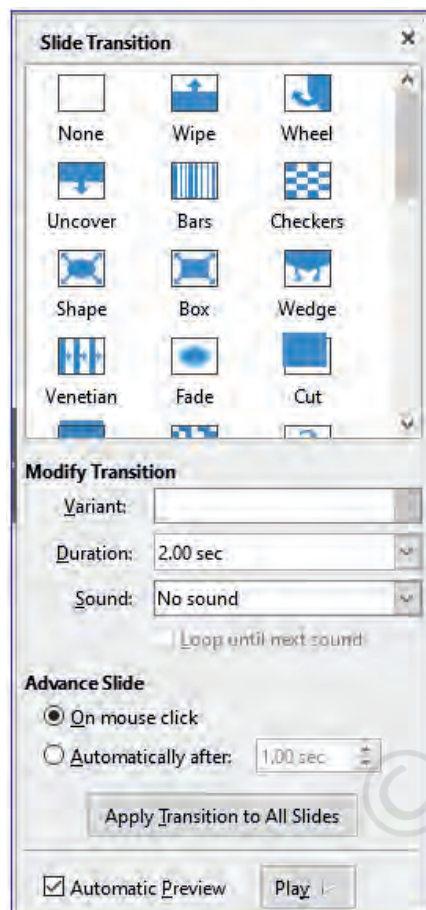 Slide Transition
None Wipe Wheel
Uncover Bars Checkers
Shape Box Wedge
Venetian Fade Cut
Modify Transition
Variant:
Duration: 2.00 sec
Sound: No sound
Loop until next sound
Advance Slide
On mouse click
Automatically after: 1.00 sec
Apply Transition to All Slides
Automatic Preview Play